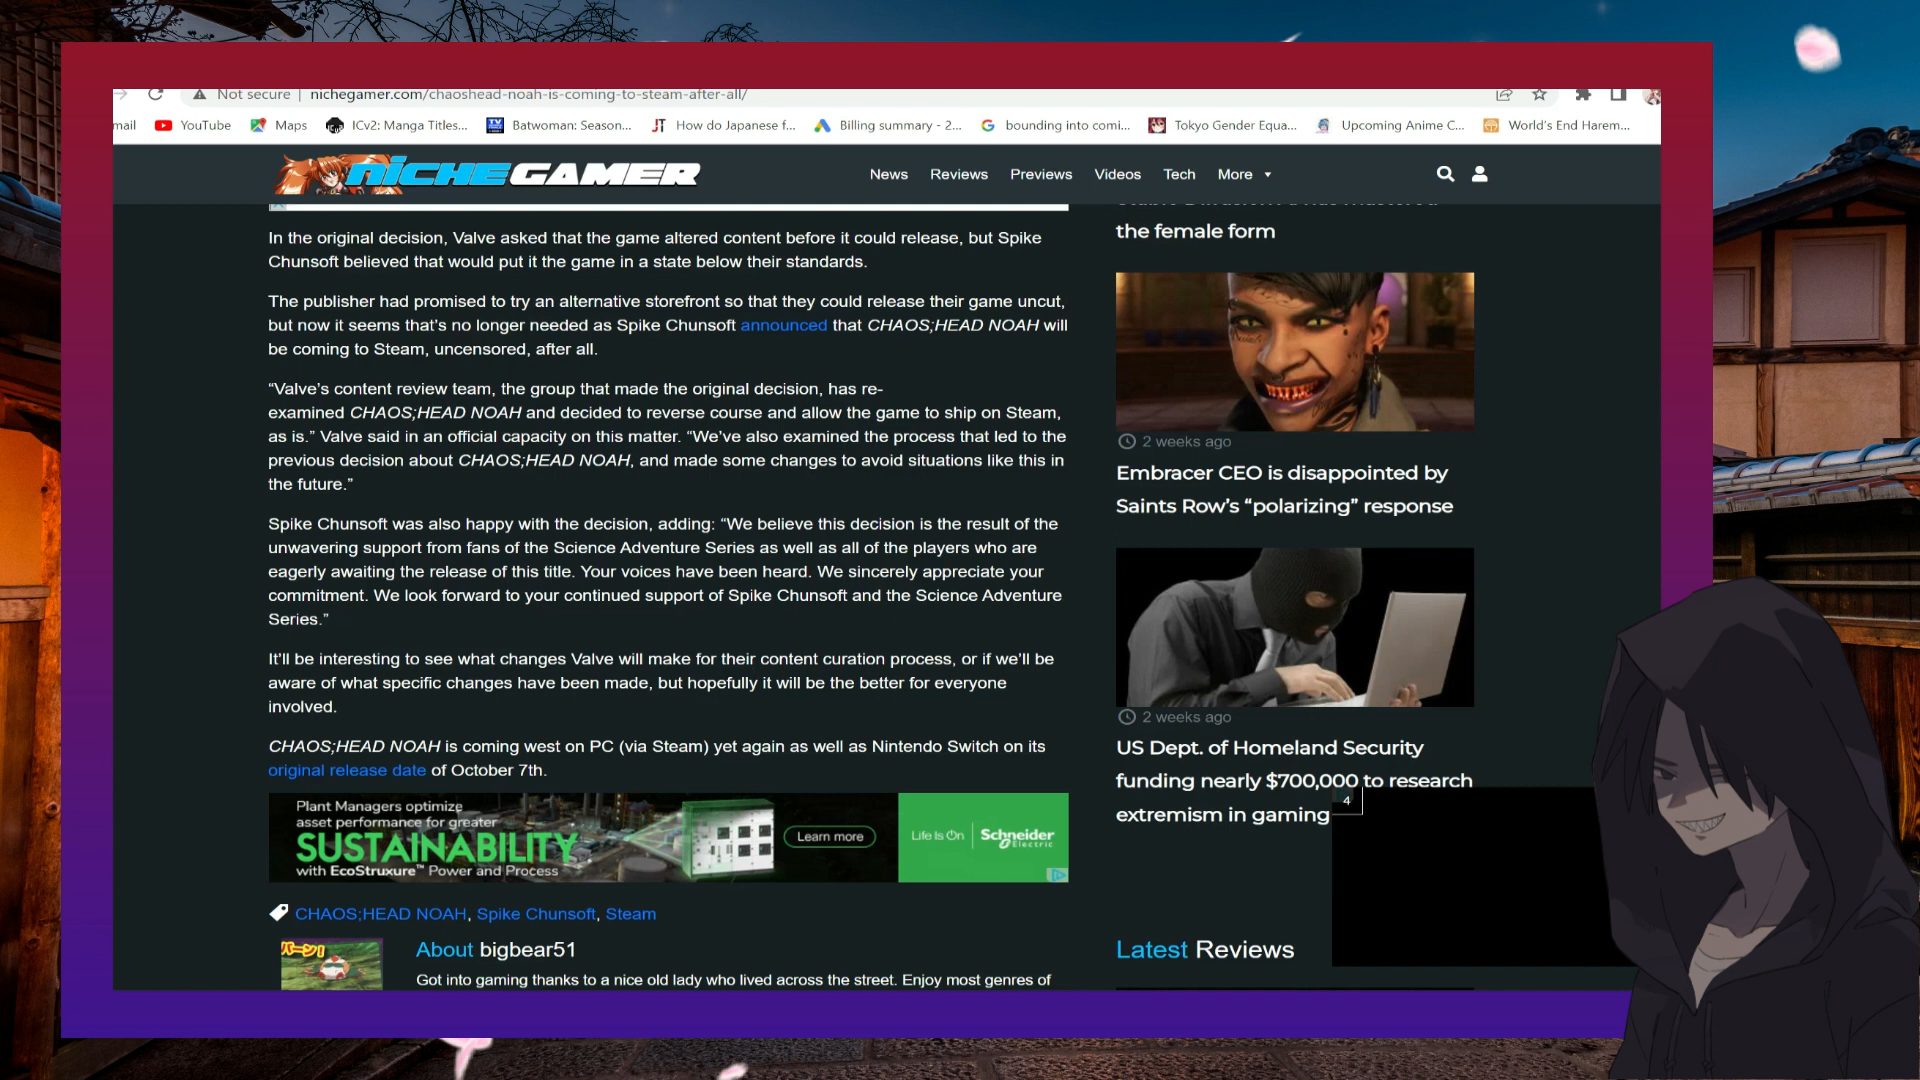 Not secure | nichegamer.com/chaoshead-noah-is-coming-to-steam-after-all/
mail YouTube Maps ICv2: Manga Titles... Batwoman: Season... How do Japanese f... Billing summary - 2... bounding into comi... Tokyo Gender Equa... Upcoming Anime C... World's End Harem...
NICHEGAMER News Reviews Previews Videos Tech More
In the original decision, Valve asked that the game altered content before it could release, but Spike
Chunsoft believed that would put it the game in a state below their standards.
The publisher had promised to try an alternative storefront so that they could release their game uncut,
but now it seems that's no longer needed as Spike Chunsoft announced that CHAOS;HEAD NOAH will
be coming to Steam, uncensored, after all.
“Valve's content review team, the group that made the original decision, has re-
examined CHAOS;HEAD NOAH and decided to reverse course and allow the game to ship on Steam,
as is.” Valve said in an official capacity on this matter. “We've also examined the process that led to the
previous decision about CHAOS;HEAD NOAH, and made some changes to avoid situations like this in
the future.”
Spike Chunsoft was also happy with the decision, adding: “We believe this decision is the result of the
unwavering support from fans of the Science Adventure Series as well as all of the players who are
eagerly awaiting the release of this title. Your voices have been heard. We sincerely appreciate your
commitment. We look forward to your continued support of Spike Chunsoft and the Science Adventure
Series.”
It'll be interesting to see what changes Valve will make for their content curation process, or if we'll be
aware of what specific changes have been made, but hopefully it will be the better for everyone
involved.
CHAOS;HEAD NOAH is coming west on PC (via Steam) yet again as well as Nintendo Switch on its
original release date of October 7th.
Plant Managers optimize
asset performance for greater
SUSTAINABILITY
with EcoStruxure™ Power and Process
Learn more
Life Is On | Schneider
Electric
CHAOS;HEAD NOAH, Spike Chunsoft, Steam
バーン!
About bigbear51
Got into gaming thanks to a nice old lady who lived across the street. Enjoy most genres of
the female form
2 weeks ago
Embracer CEO is disappointed by
Saints Row's “polarizing” response
2 weeks ago
US Dept. of Homeland Security
funding nearly $700,000 to research
extremism in gaming
4
Latest Reviews